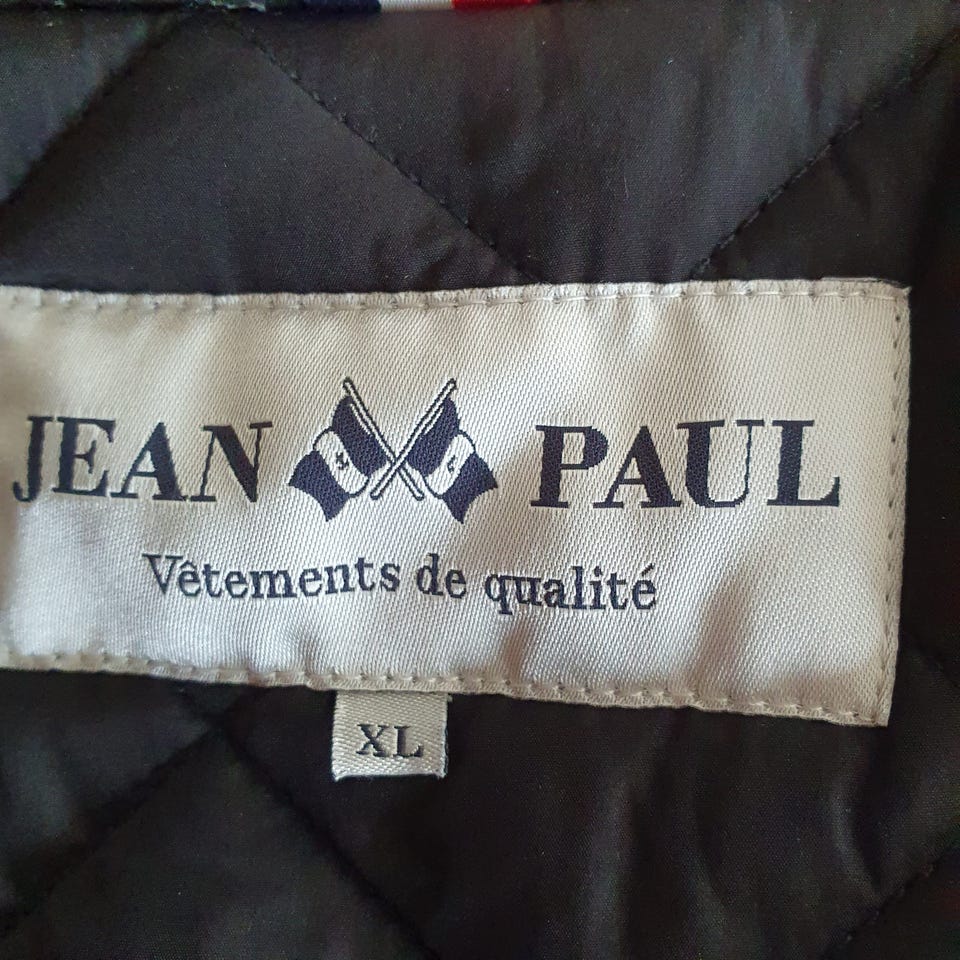 JEAN PAUL
Vêtements de qualité
XL